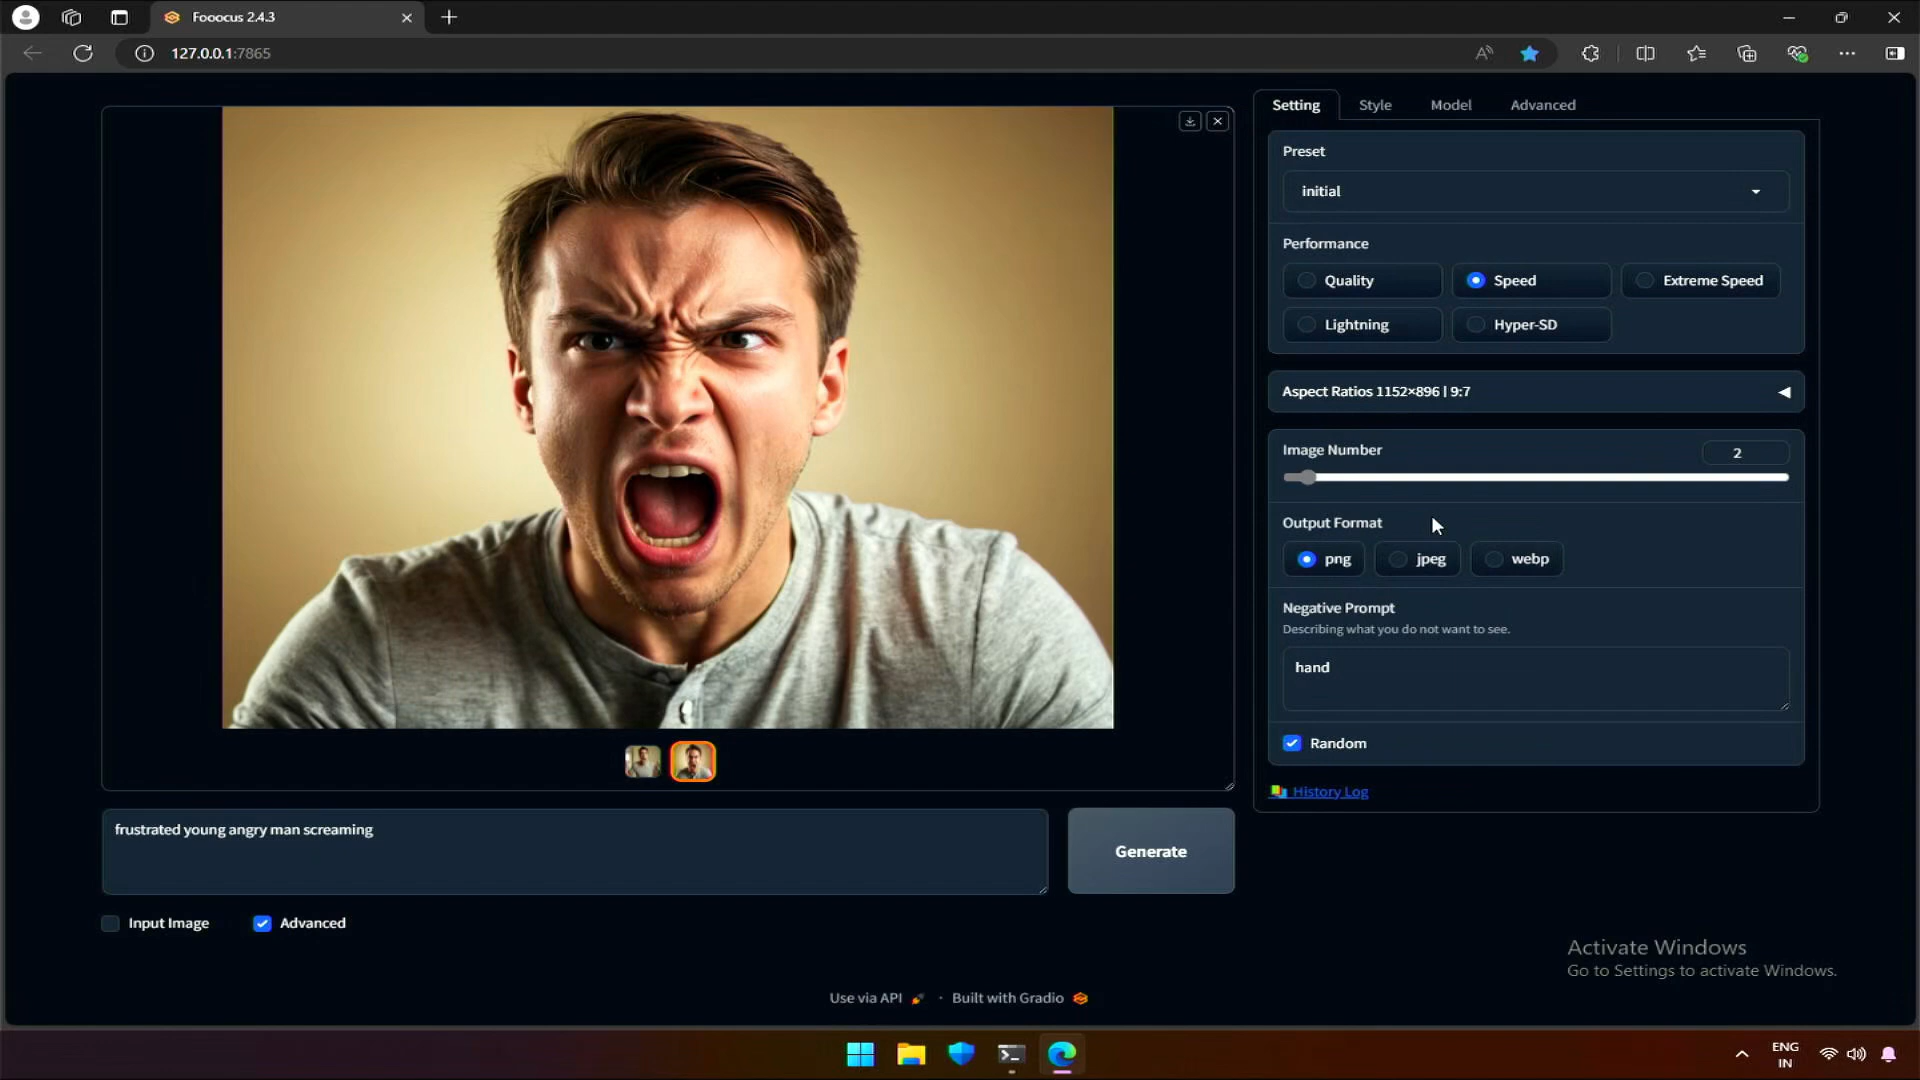 Fooocus 2.4.3
127.0.0.1:7865
Setting
Style
Model
Advanced
Preset
initial
Performance
Quality
Speed
Extreme Speed
Lightning
Hyper-SD
Aspect Ratios 1152×896 | 9:7
Image Number
2
Output Format
png
jpeg
webp
Negative Prompt
Describing what you do not want to see.
hand
Random
History Log
frustrated young angry man screaming
Generate
Input Image
Advanced
Activate Windows
Go to Settings to activate Windows.
Use via API · Built with Gradio
ENG
IN